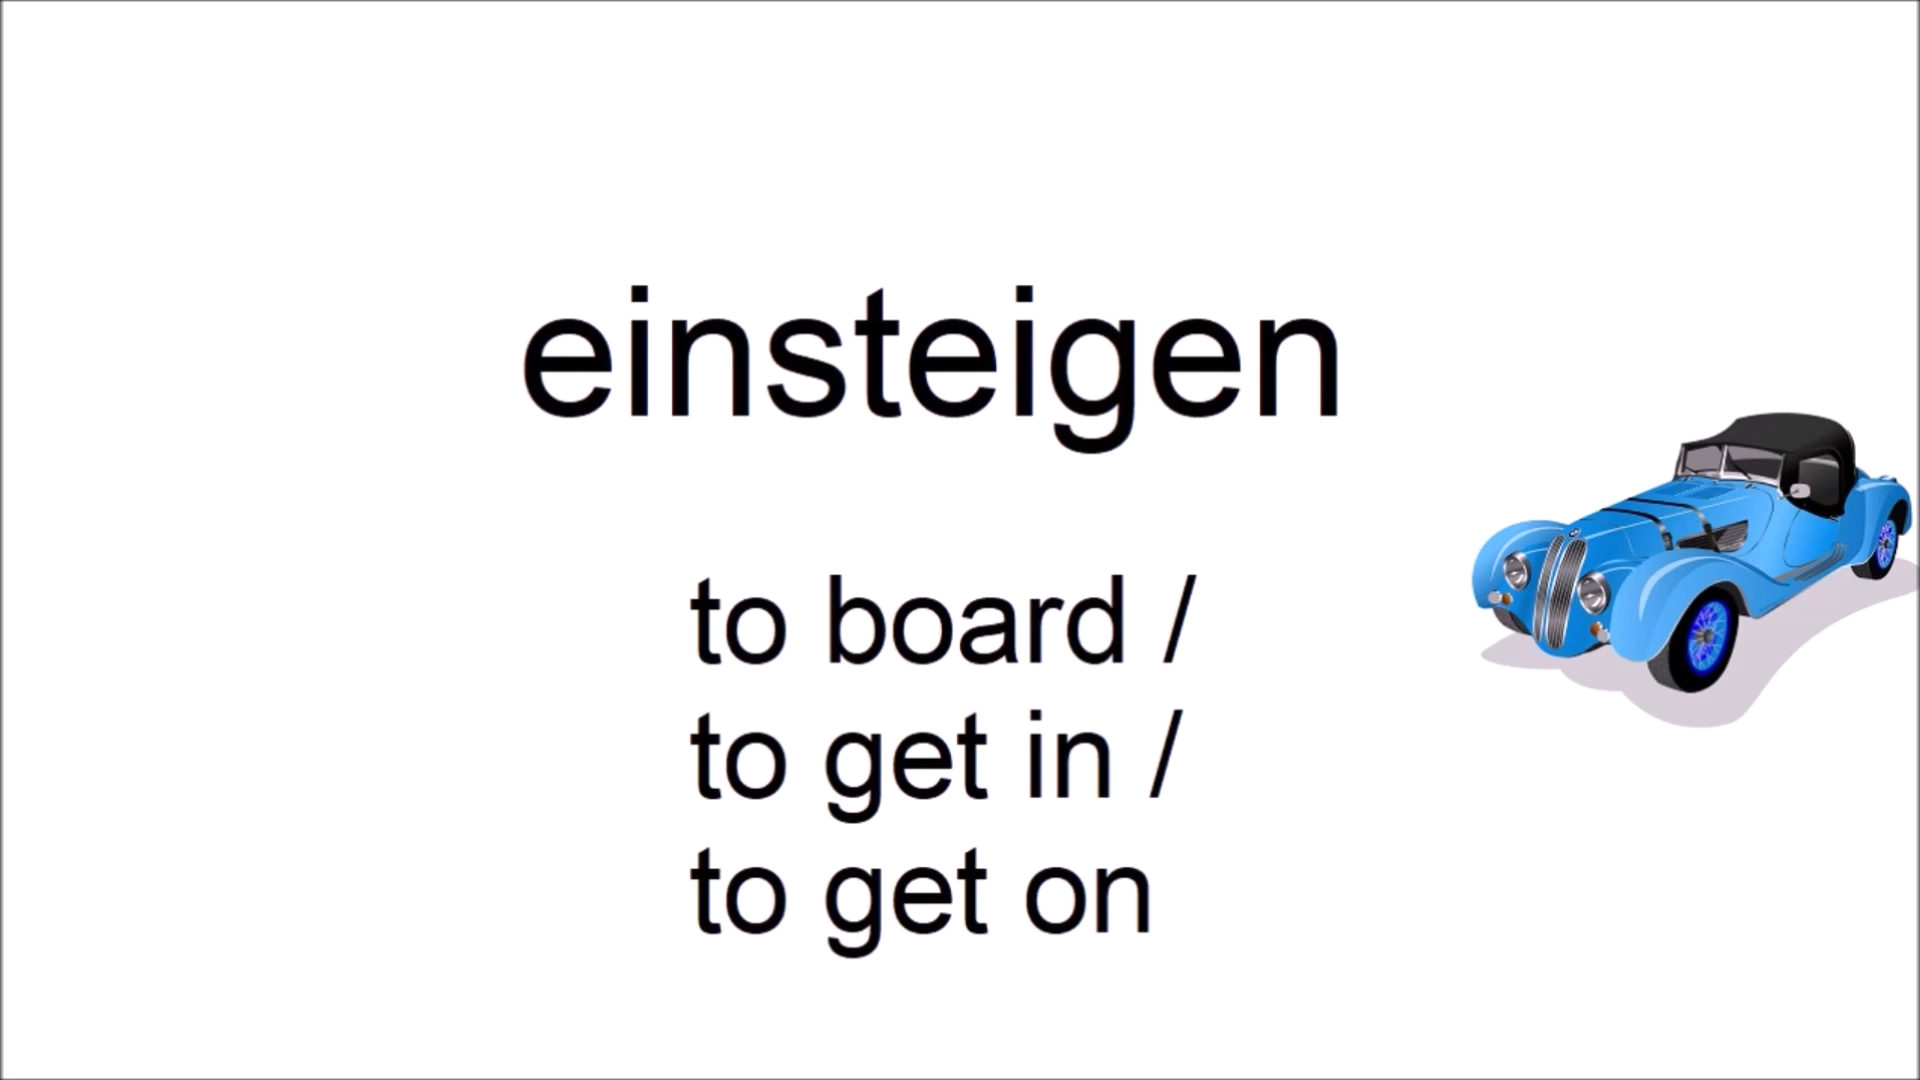 einsteigen
to board /
to get in /
to get on